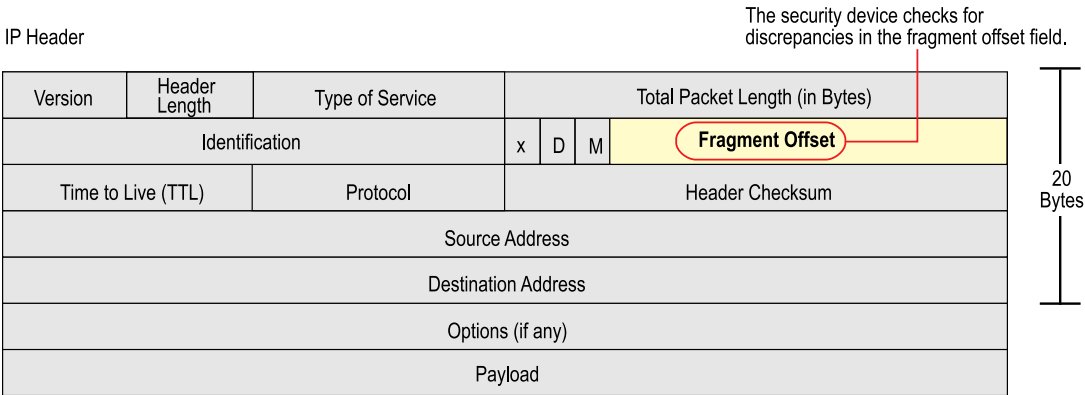 The security device checks for
discrepancies in the fragment offset field.
IP Header
Version
Header
Length
Type of Service
Total Packet Length (in Bytes)
Identification
x
D
M
Fragment Offset
Time to Live (TTL)
Protocol
Header Checksum
20
Bytes
Source Address
Destination Address
Options (if any)
Payload